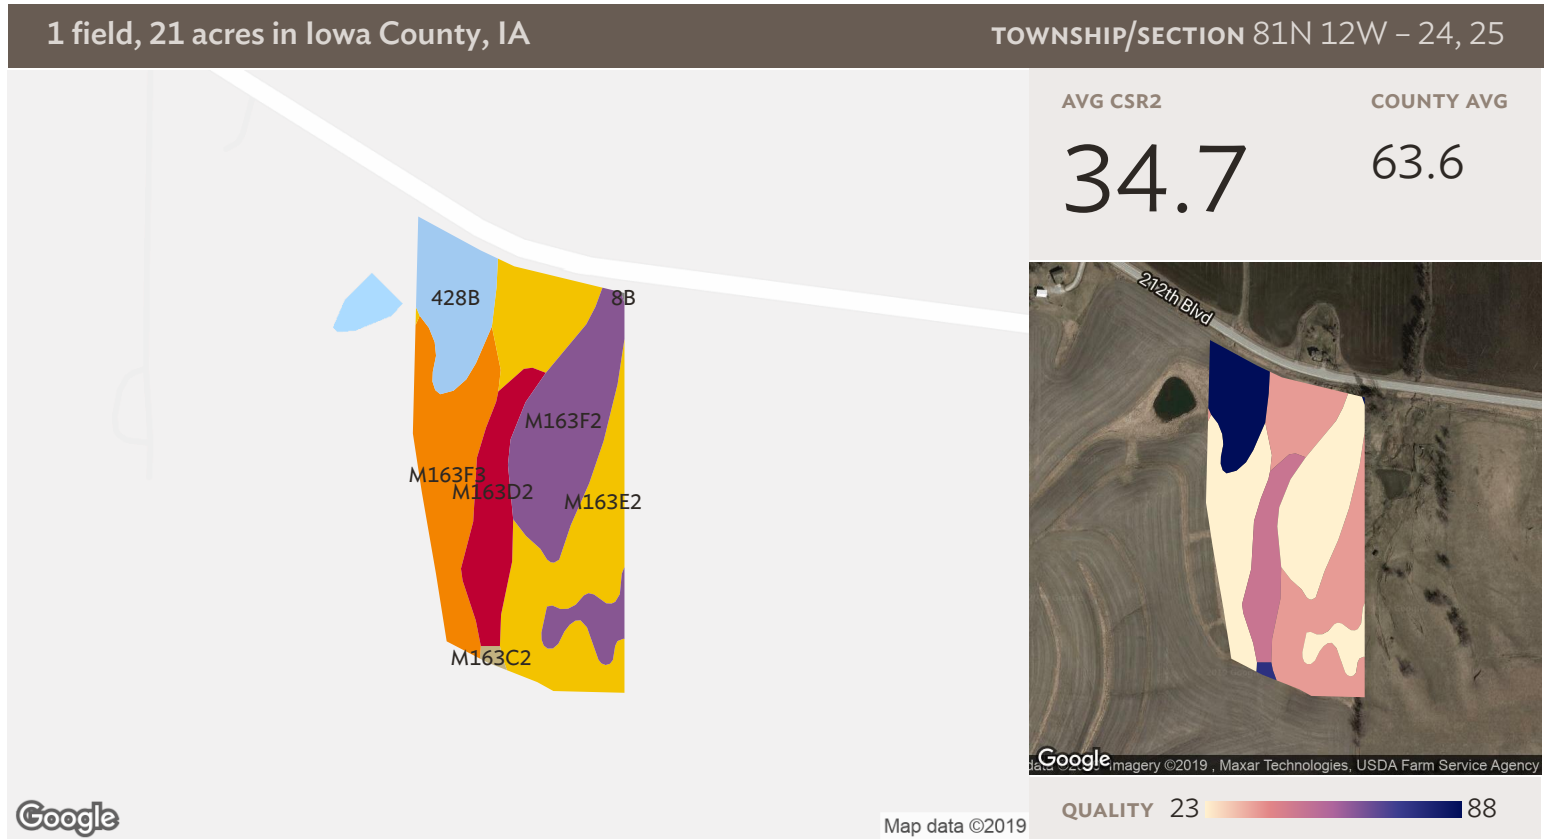 1 field, 21 acres in Iowa County, IA
TOWNSHIP/SECTION 81N 12W – 24, 25
AVG CSR2
COUNTY AVG
34.7
63.6
428B
8B
M163F2
M163F3
M163D2
M163E2
M163C2
Google
Map data ©2019
212th Blvd
Google
Imagery ©2019 , Maxar Technologies, USDA Farm Service Agency
QUALITY 23 88